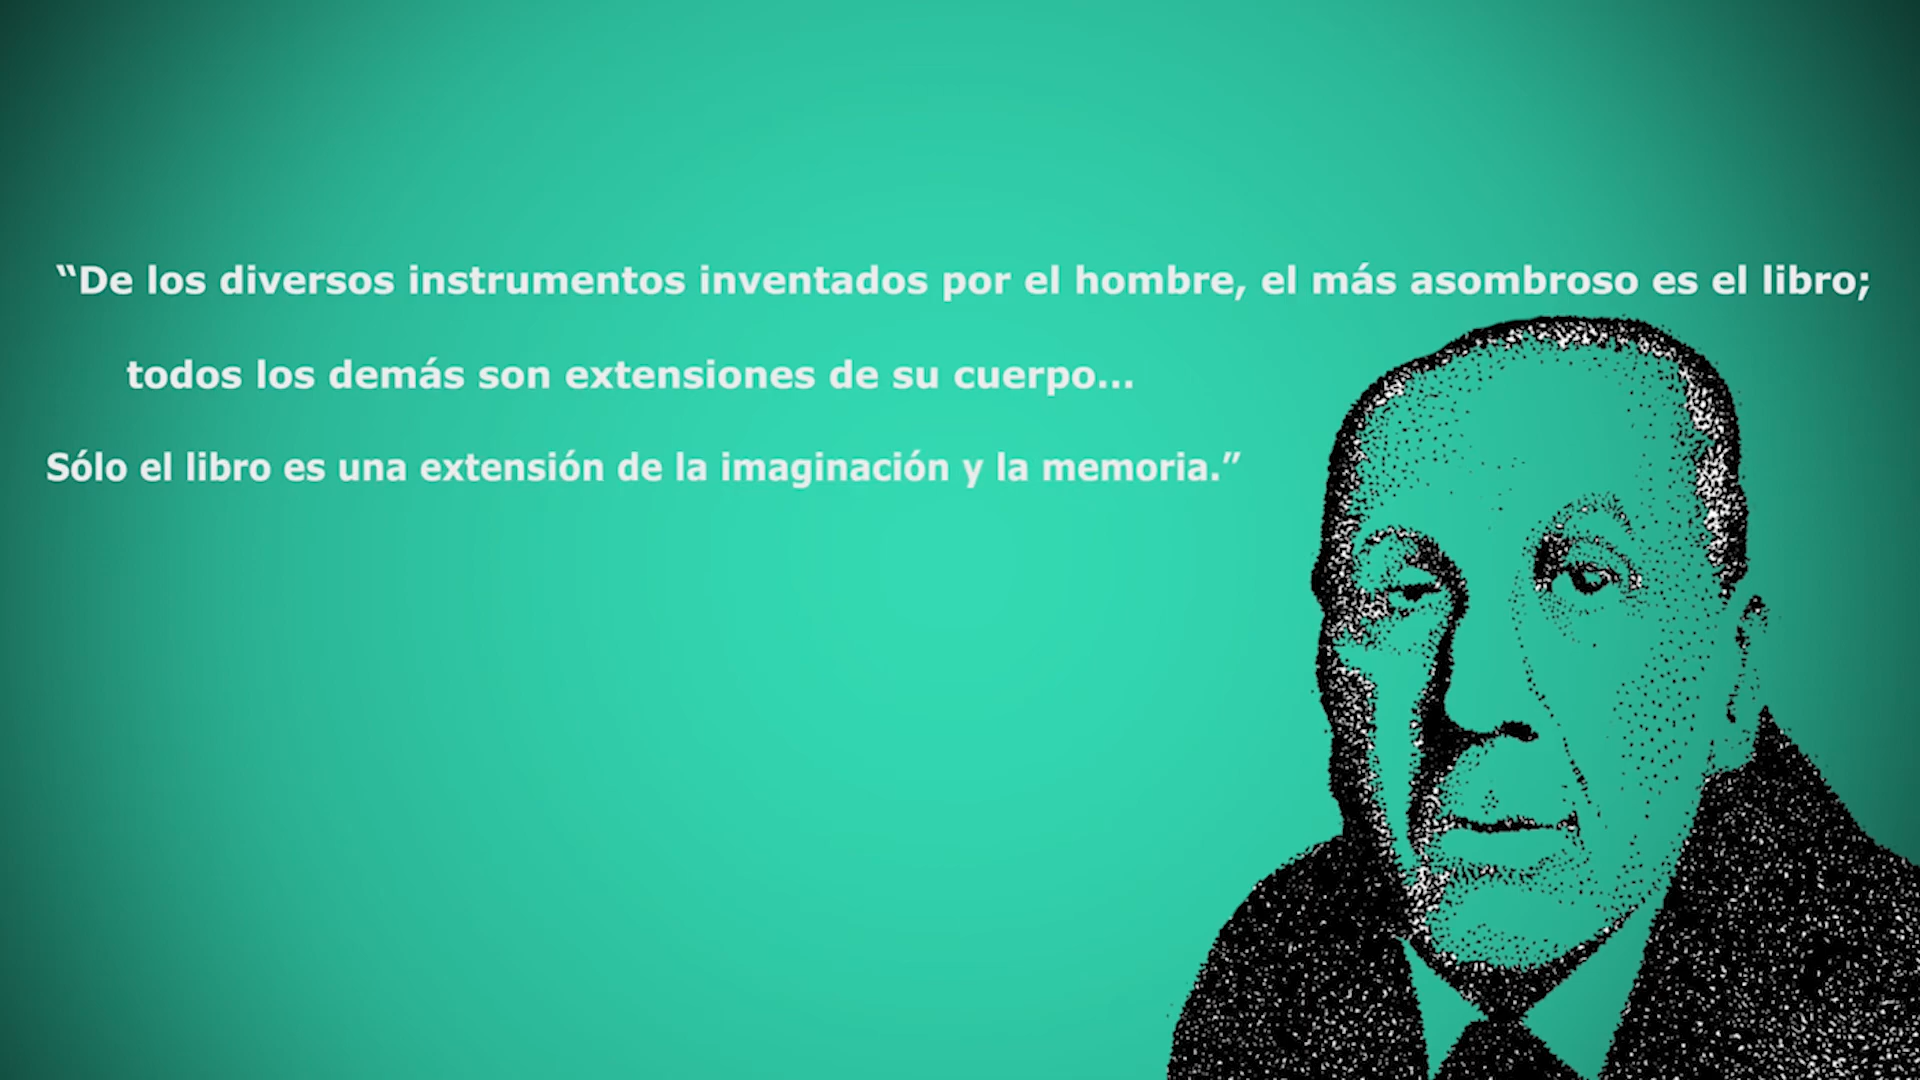 “De los diversos instrumentos inventados por el hombre, el más asombroso es el libro;
todos los demás son extensiones de su cuerpo...
Sólo el libro es una extensión de la imaginación y la memoria.”